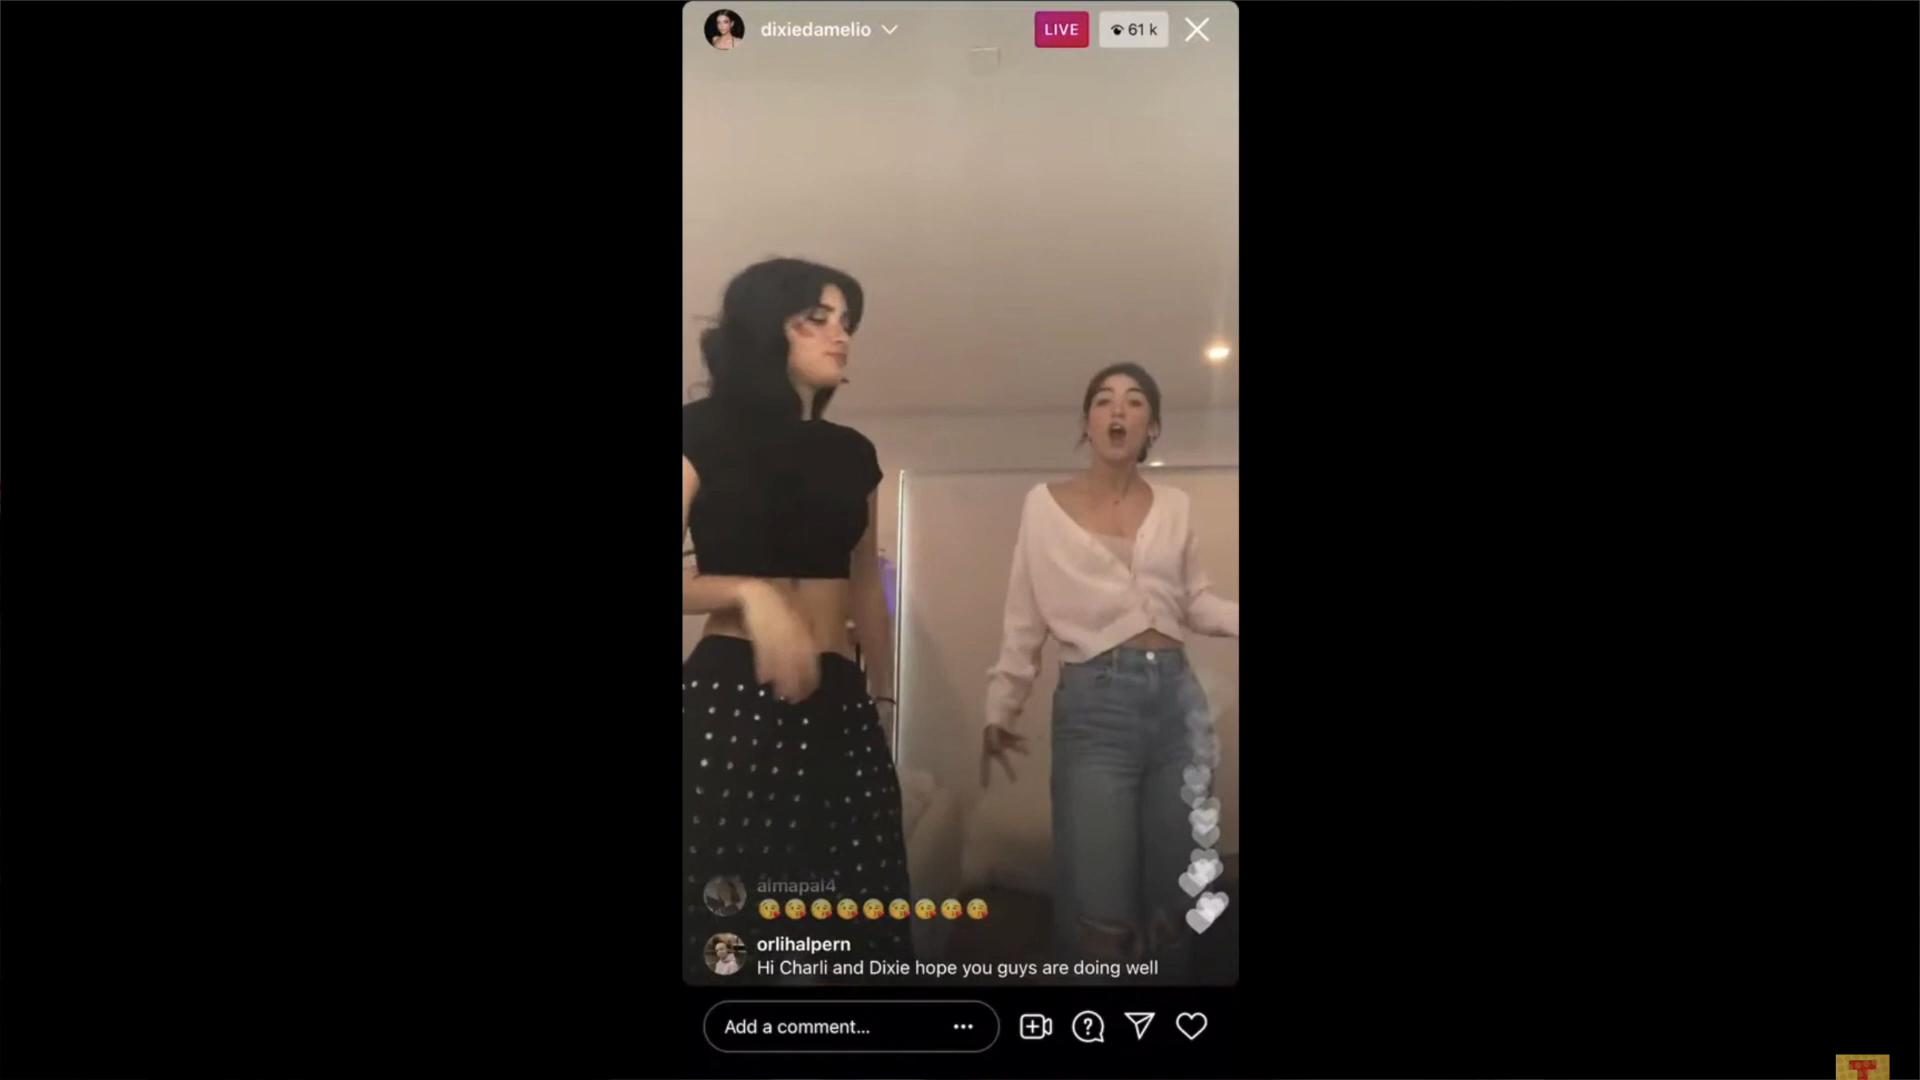 dixiedamelio
LIVE
61 k
almapal4
😘😘😘😘😘😘😘😘😘
orlihalpern
Hi Charli and Dixie hope you guys are doing well
Add a comment...
T